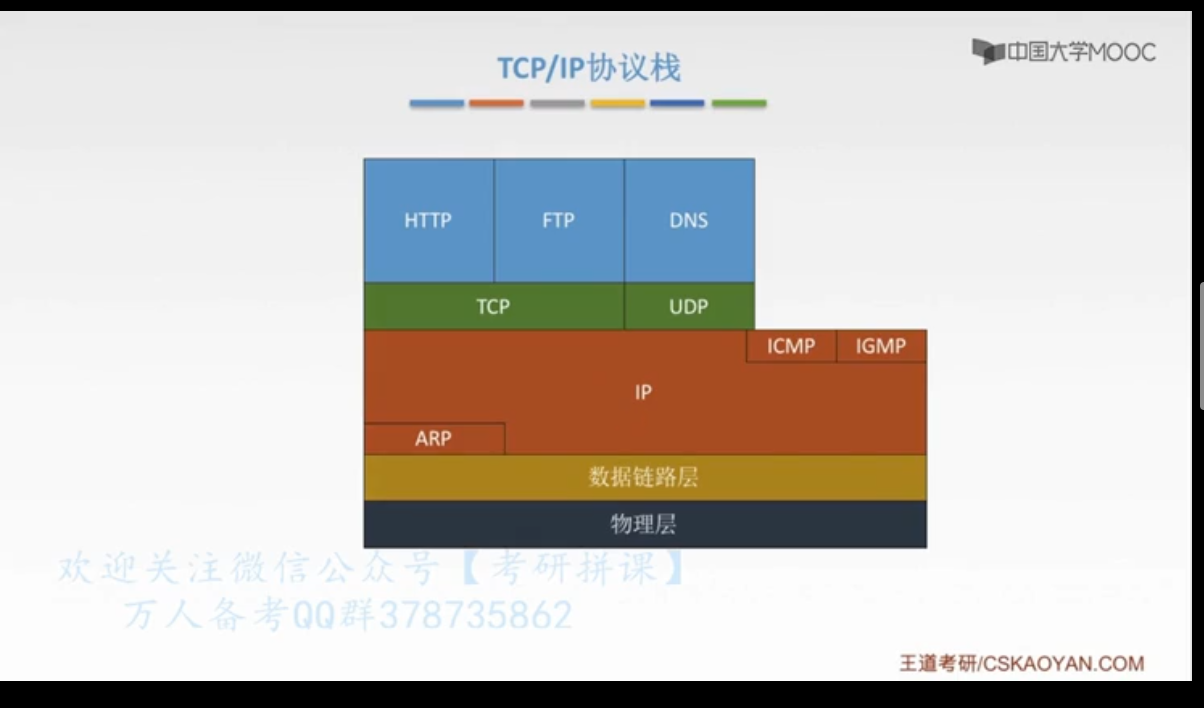 中国大学MOOC
TCP/IP协议栈
HTTP
FTP
DNS
TCP
UDP
ICMP
IGMP
IP
ARP
数据链路层
物理层
欢迎关注微信公众号【考研拼课】
万人备考QQ群378735862
王道考研/CSKAOYAN.COM